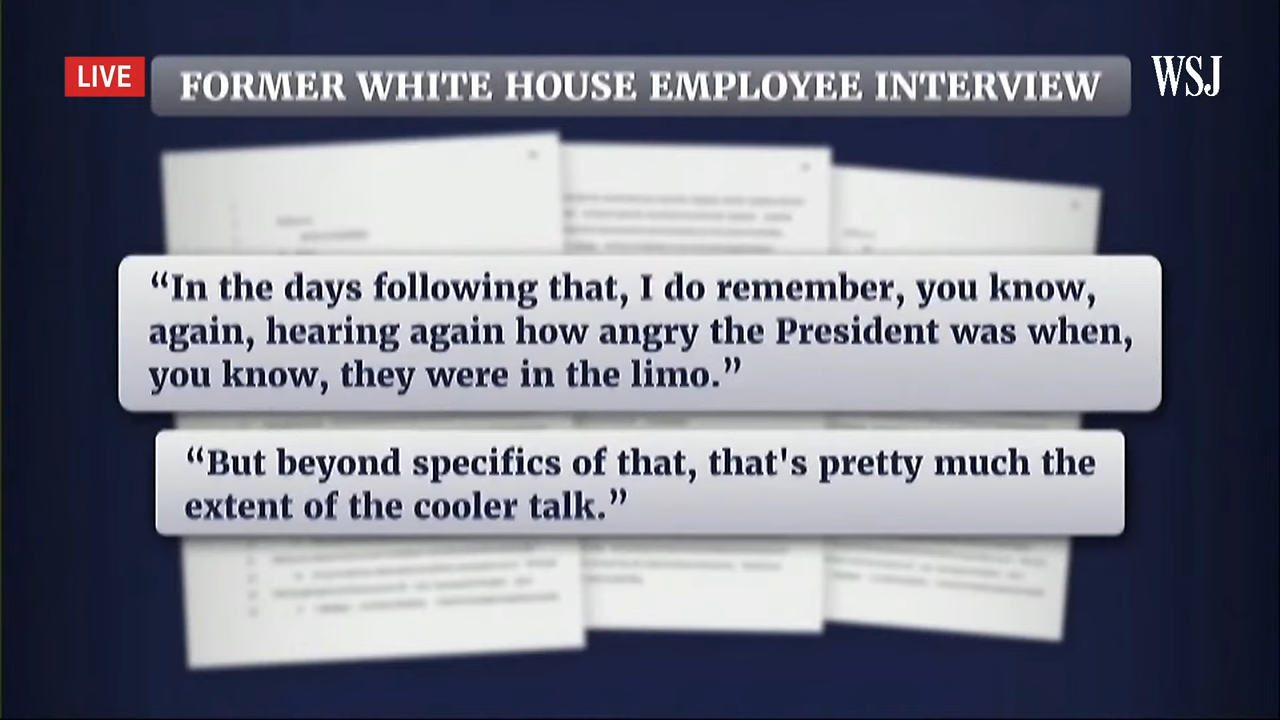 LIVE
FORMER WHITE HOUSE EMPLOYEE INTERVIEW
WSJ
“In the days following that, I do remember, you know,
again, hearing again how angry the President was when,
you know, they were in the limo.”
“But beyond specifics of that, that's pretty much the
extent of the cooler talk.”